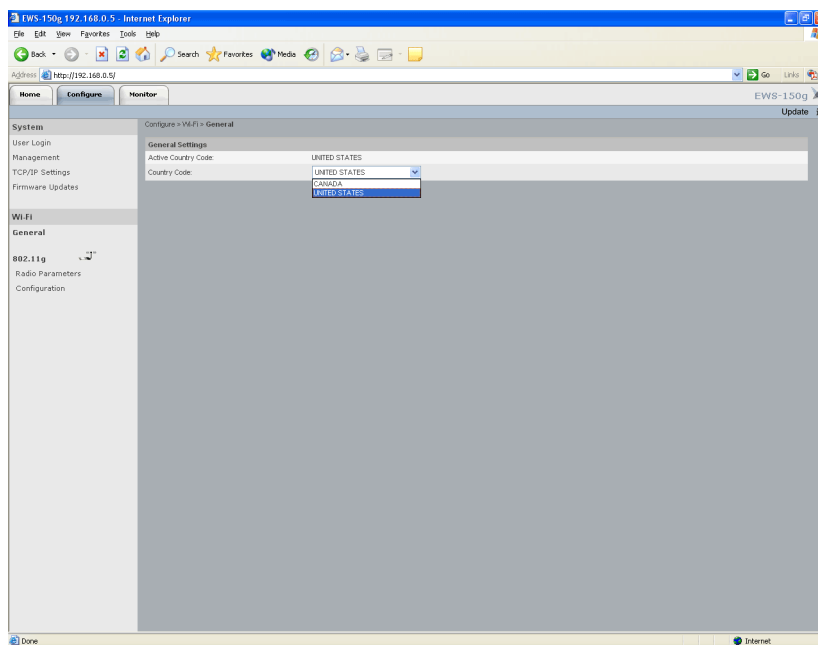 EWS-150g 192.168.0.5 - Internet Explorer
File Edit View Favorites Tools Help
Back Search Favorites Media
Address http://192.168.0.5/ Go Links
Home Configure Monitor EWS-150g
Update
System
User Login
Management
TCP/IP Settings
Firmware Updates
Wi-Fi
General
802.11g
Radio Parameters
Configuration
Configure > Wi-Fi > General
General Settings
Active Country Code: UNITED STATES
Country Code: UNITED STATES
CANADA
UNITED STATES
Done Internet